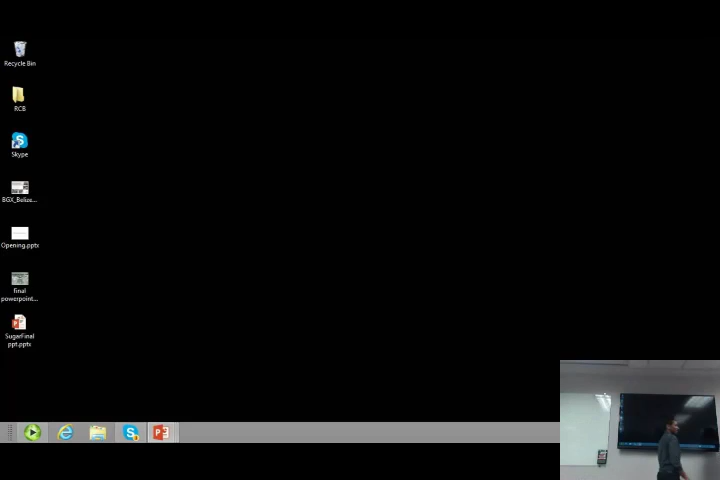 Recycle Bin
RCB
Skype
BGX_Belize...
Opening.pptx
final
powerpoint...
SugarFinal
ppt.pptx